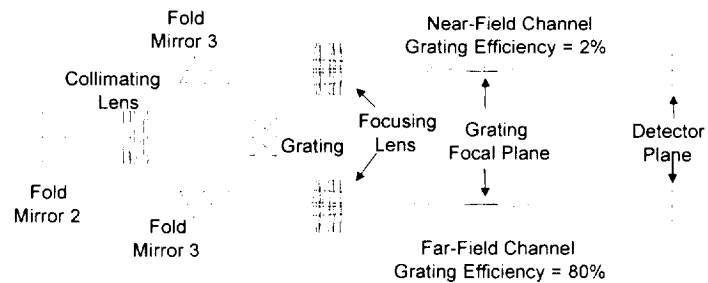 Fold
Mirror 3
Near-Field Channel
Grating Efficiency = 2%
Collimating
Lens
Focusing
Lens
Grating
Grating
Focal Plane
Detector
Plane
Fold
Mirror 2
Fold
Mirror 3
Far-Field Channel
Grating Efficiency = 80%